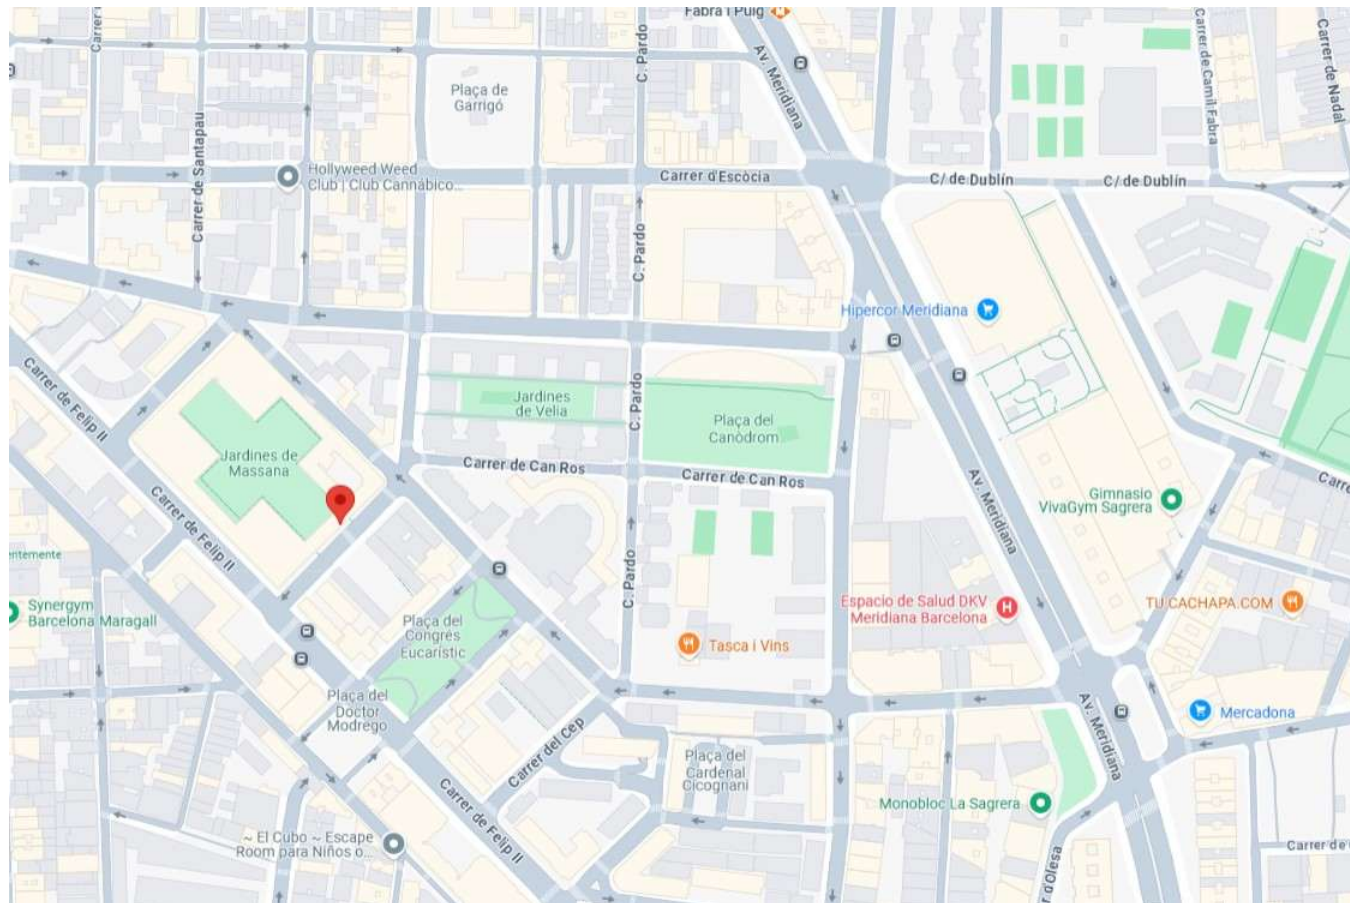 Fabra i Puig
Carrer
C. Pardo
Av. Meridiana
Carrer de Camil Fabra
Carrer de Nadal
Plaça de
Garrigó
Carrer de Santapau
Hollyweed Weed
Club | Club Cannábico...
Carrer d'Escòcia
C/ de Dublín
C/ de Dublín
C. Pardo
Hipercor Meridiana
Carrer de Felip II
Jardines
de Velia
C. Pardo
Plaça del
Canòdrom
Jardines de
Massana
Carrer de Can Ros
Carrer de Can Ros
Carre
Carrer de Felip II
Av. Meridiana
Gimnasio
VivaGym Sagrera
entemente
Synergym
Barcelona Maragall
C. Pardo
Plaça del
Congrés
Eucarístic
Espacio de Salud DKV
Meridiana Barcelona
H
TU CACHAPA.COM
Tasca i Vins
Plaça del
Doctor
Modrego
Av. Meridiana
Mercadona
Carrer del Cep
Plaça del
Cardenal
Cicognani
Monobloc La Sagrera
Carrer de Felip II
~ El Cubo ~ Escape
Room para Niños o...
Carrer de
r d'Olesa